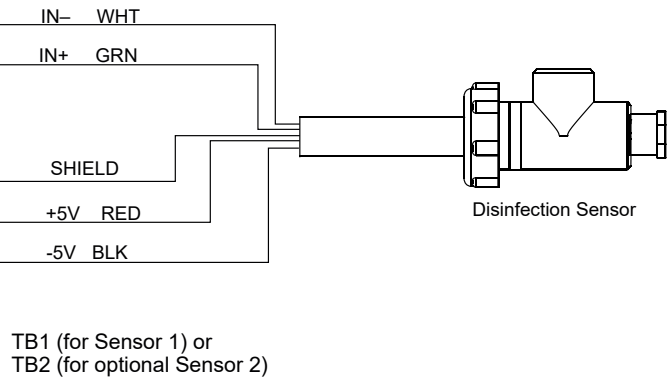 IN– WHT
IN+ GRN
SHIELD
+5V RED
-5V BLK
Disinfection Sensor
TB1 (for Sensor 1) or
TB2 (for optional Sensor 2)